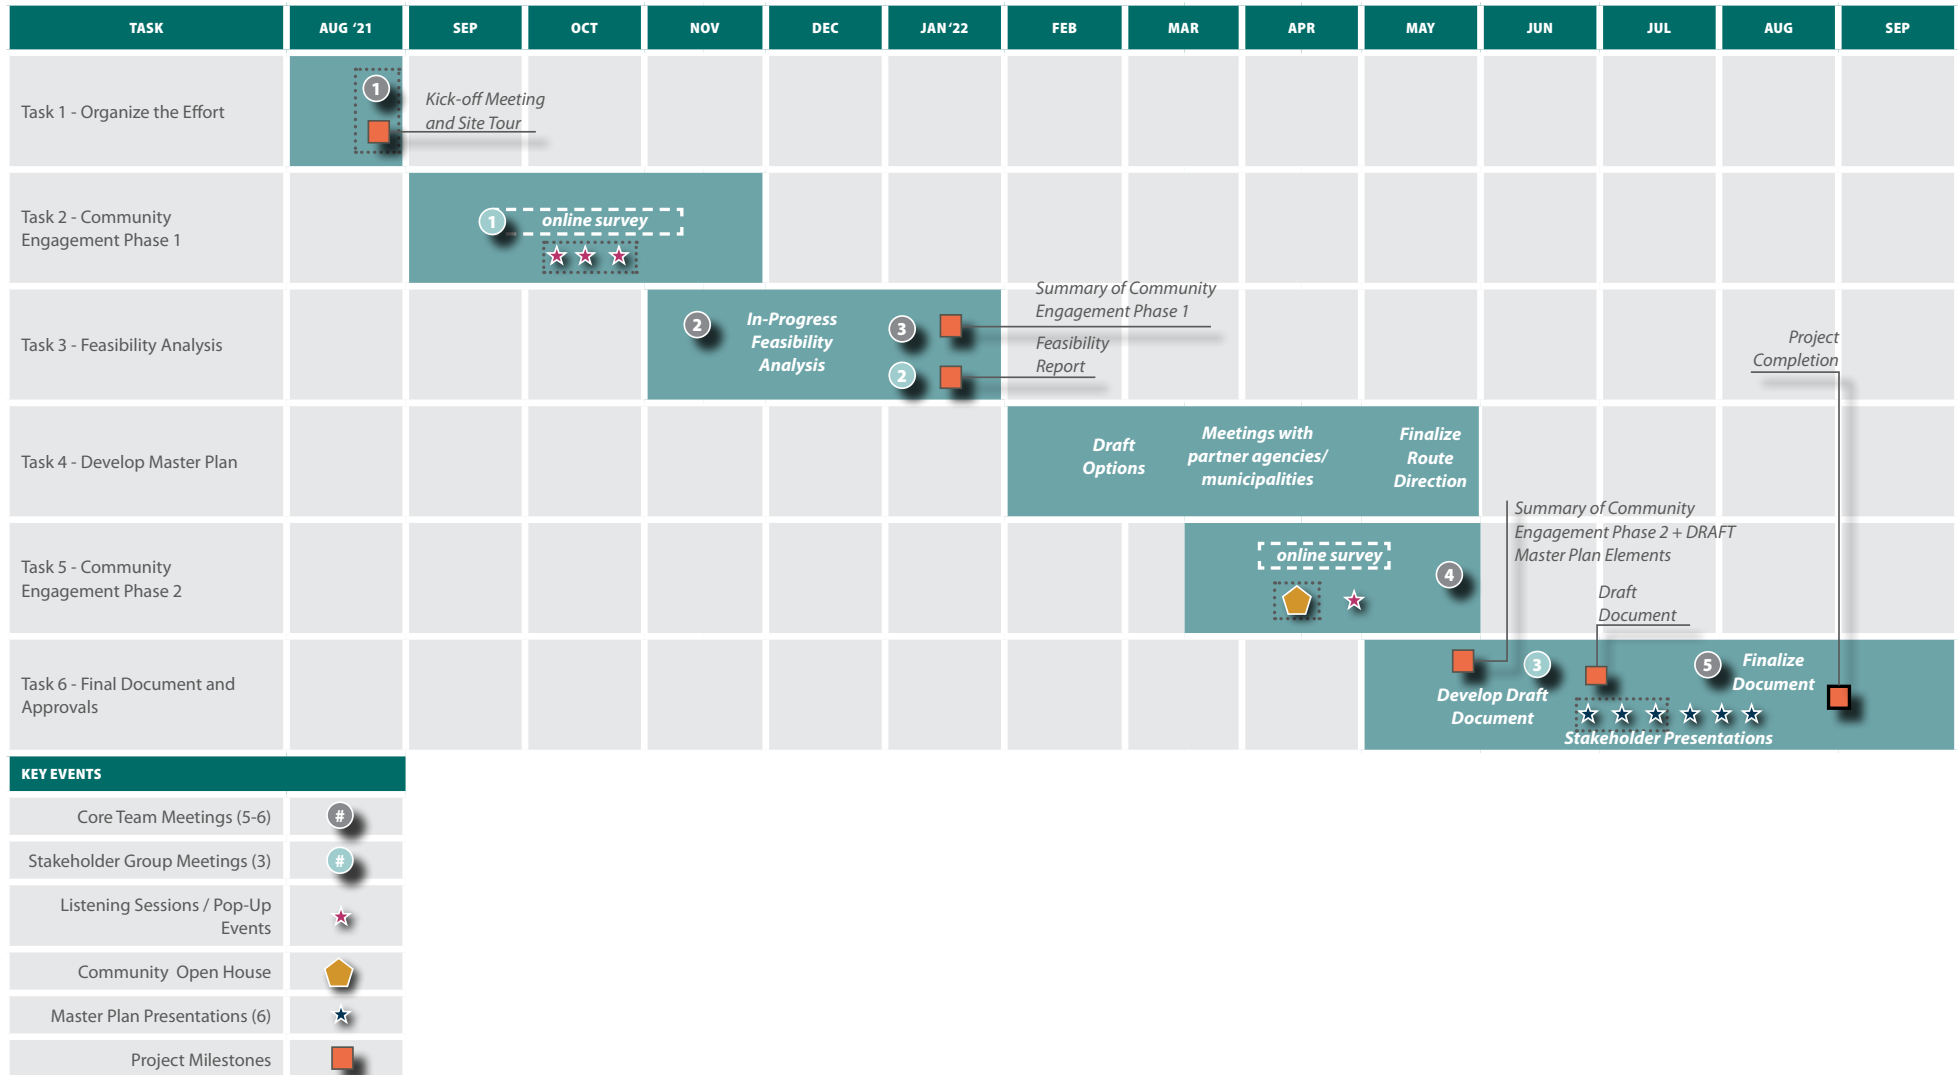 TASK
AUG ‘21
SEP
OCT
NOV
DEC
JAN‘22
FEB
MAR
APR
MAY
JUN
JUL
AUG
SEP
Task 1 - Organize the Effort
1
Kick-off Meeting
and Site Tour
Task 2 - Community
Engagement Phase 1
1
online survey
Task 3 - Feasibility Analysis
2
In-Progress
Feasibility
Analysis
3
2
Summary of Community
Engagement Phase 1
Feasibility
Report
Project
Completion
Task 4 - Develop Master Plan
Draft
Options
Meetings with
partner agencies/
municipalities
Finalize
Route
Direction
Summary of Community
Engagement Phase 2 + DRAFT
Master Plan Elements
Task 5 - Community
Engagement Phase 2
online survey
4
Draft
Document
Task 6 - Final Document and
Approvals
Develop Draft
Document
3
5
Finalize
Document
Stakeholder Presentations
KEY EVENTS
Core Team Meetings (5-6)
#
Stakeholder Group Meetings (3)
#
Listening Sessions / Pop-Up
Events
Community Open House
Master Plan Presentations (6)
Project Milestones